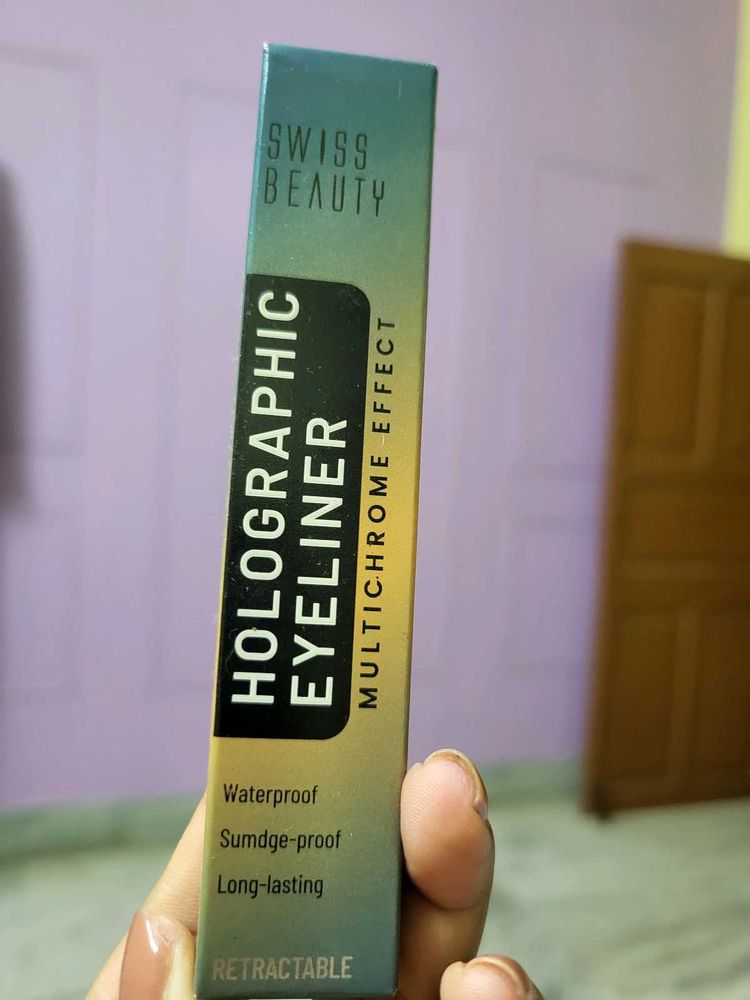 SWISS
BEAUTY
HOLOGRAPHIC
EYELINER
MULTICHROME EFFECT
Waterproof
Sumdge-proof
Long-lasting
RETRACTABLE